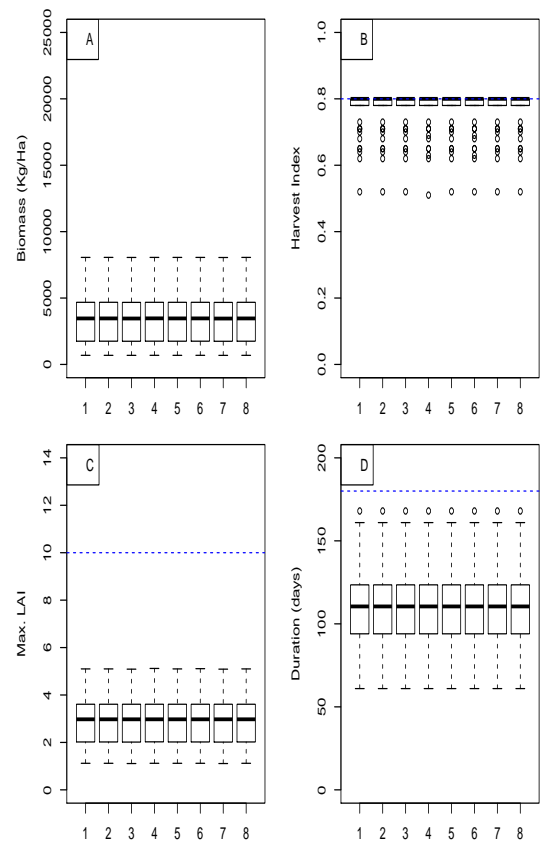 A
Biomass (Kg/Ha)
25000
20000
15000
10000
5000
0
1 2 3 4 5 6 7 8
B
Harvest Index
1.0
0.8
0.6
0.4
0.2
0.0
1 2 3 4 5 6 7 8
C
Max. LAI
14
12
10
8
6
4
2
0
1 2 3 4 5 6 7 8
D
Duration (days)
200
150
100
50
0
1 2 3 4 5 6 7 8